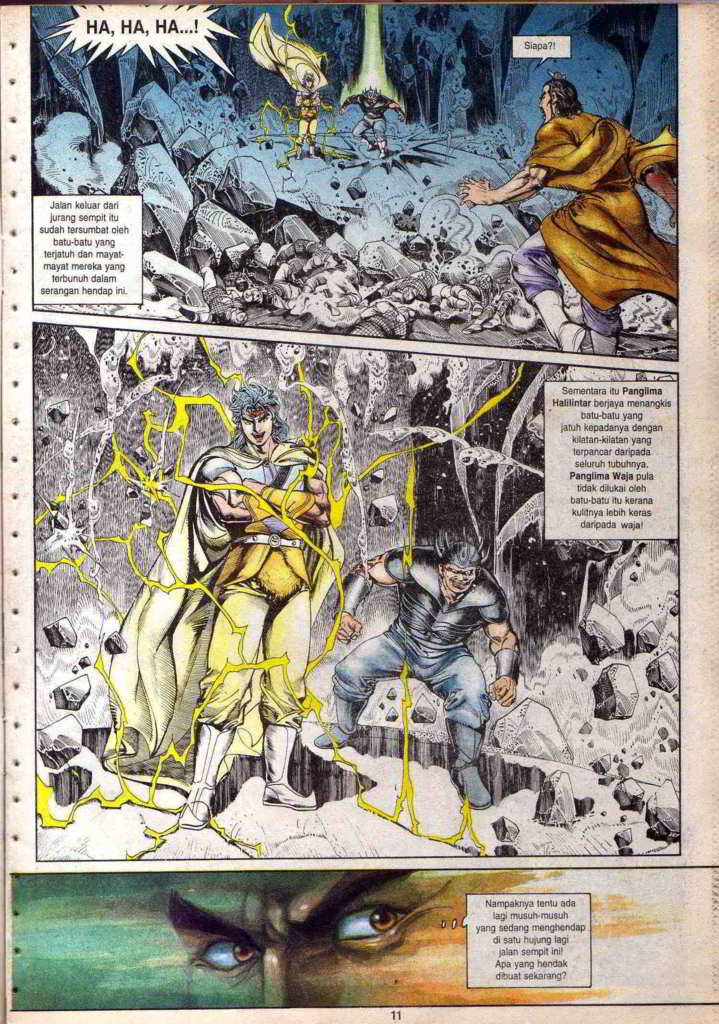 HA, HA, HA...!
Siapa?!
Jalan keluar dari
jurang sempit itu
sudah tersumbat oleh
batu-batu yang
terjatuh dan mayat-
mayat mereka yang
terbunuh dalam
serangan hendap ini.
Sementara itu Panglima
Halilintar berjaya menangkis
batu-batu yang
jatuh kepadanya dengan
kilatan-kilatan yang
terpancar daripada
seluruh tubuhnya.
Panglima Waja pula
tidak dilukai oleh
batu-batu itu kerana
kulitnya lebih keras
daripada waja!
Nampaknya tentu ada
lagi musuh-musuh
yang sedang menghendap
di satu hujung lagi
jalan sempit ini!
Apa yang hendak
dibuat sekarang?
11